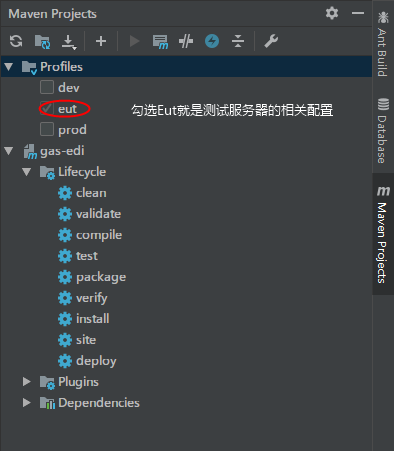 Maven Projects
Profiles
dev
eut
勾选Eut就是测试服务器的相关配置
prod
gas-edi
Lifecycle
clean
validate
compile
test
package
verify
install
site
deploy
Plugins
Dependencies
Ant Build
Database
Maven Projects